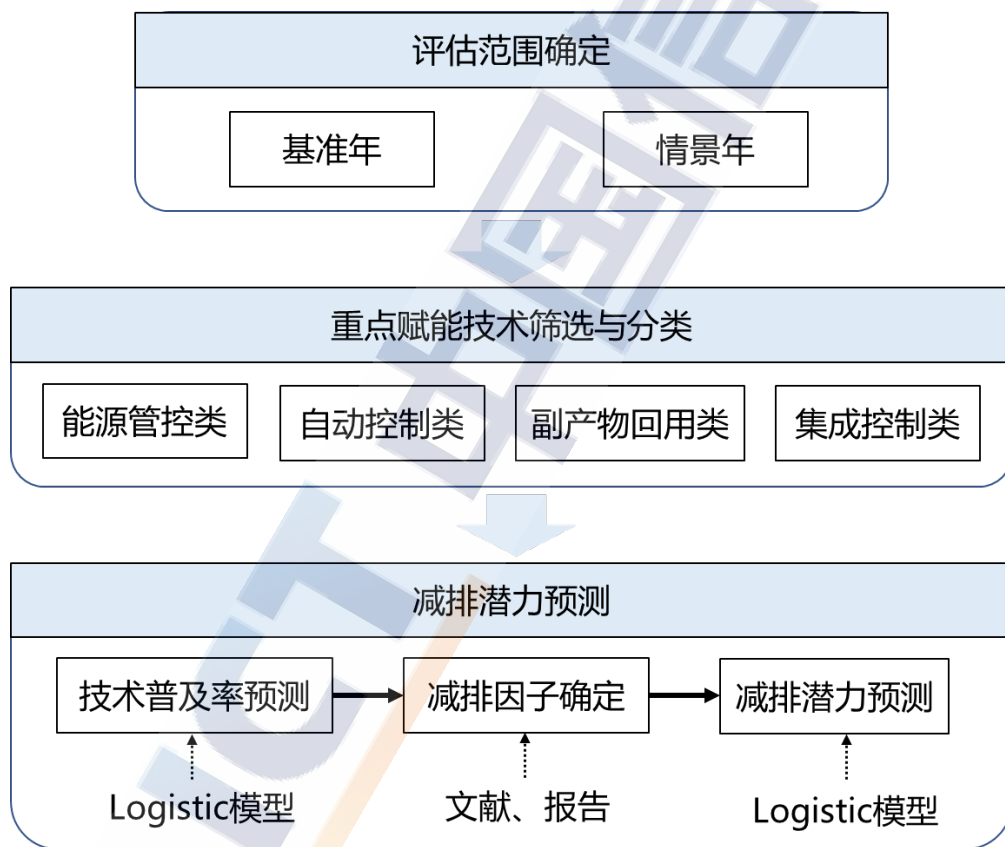 评估范围确定
基准年 情景年
重点赋能技术筛选与分类
能源管控类 自动控制类 副产物回用类 集成控制类
减排潜力预测
技术普及率预测 减排因子确定 减排潜力预测
Logistic模型 文献、报告 Logistic模型
ICT 中国信